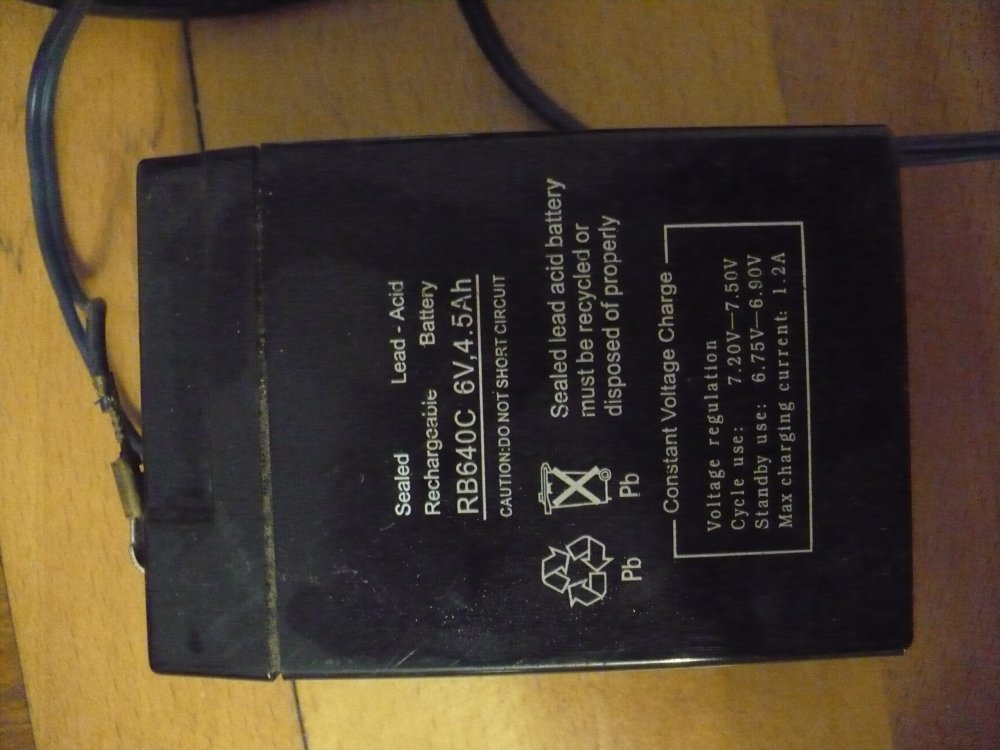 Sealed Lead - Acid
Rechargeable Battery
RB640C 6V,4.5Ah
CAUTION:DO NOT SHORT CIRCUIT
Pb
Pb
Sealed lead acid battery
must be recycled or
disposed of properly
Constant Voltage Charge
Voltage regulation
Cycle use: 7.20V—7.50V
Standby use: 6.75V—6.90V
Max charging current: 1.2A